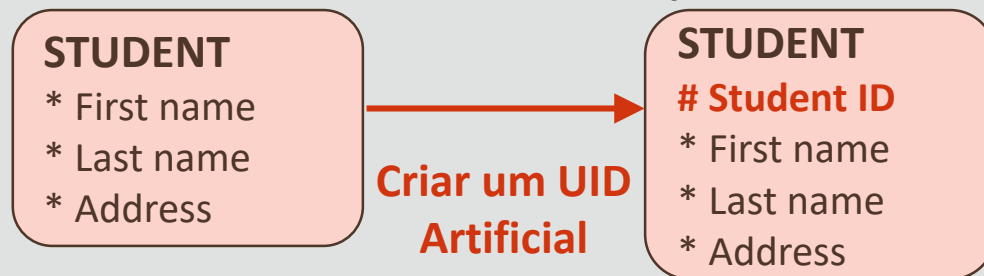 STUDENT
* First name
* Last name
* Address
Criar um UID
Artificial
STUDENT
# Student ID
* First name
* Last name
* Address